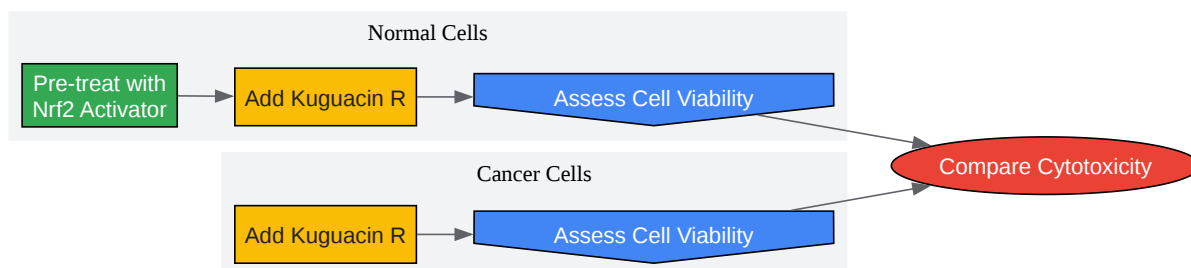 Normal Cells
Pre-treat with
Nrf2 Activator
Add Kuguacin R
Assess Cell Viability
Compare Cytotoxicity
Cancer Cells
Add Kuguacin R
Assess Cell Viability